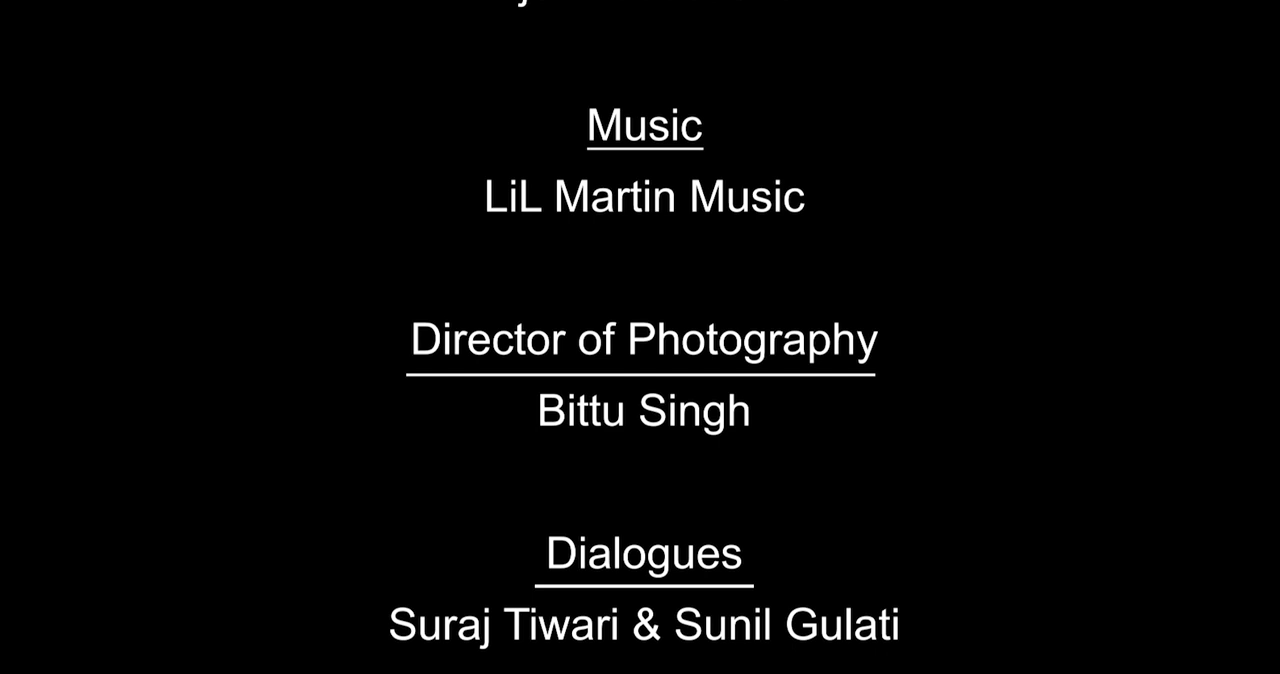 Music
LiL Martin Music
Director of Photography
Bittu Singh
Dialogues
Suraj Tiwari & Sunil Gulati